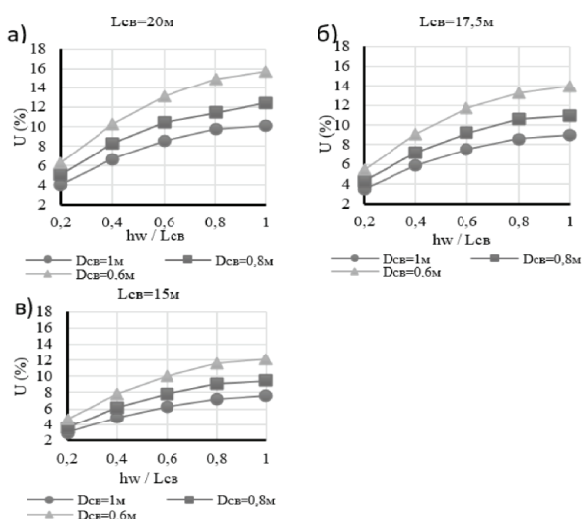 Lсв=20м
а)
18
16
14
12
10
8
6
4
2
U (%)
0,2 0,4 0,6 0,8 1
hw / Lсв
Dсв=1м Dсв=0,8м
Dсв=0.6м
Lсв=17,5м
б)
18
16
14
12
10
8
6
4
2
U (%)
0,2 0,4 0,6 0,8 1
hw / Lсв
Dсв=1м Dсв=0,8м
Dсв=0.6м
в)
Lсв=15м
18
16
14
12
10
8
6
4
2
U (%)
0,2 0,4 0,6 0,8 1
hw / Lсв
Dсв=1м Dсв=0,8м
Dсв=0.6м